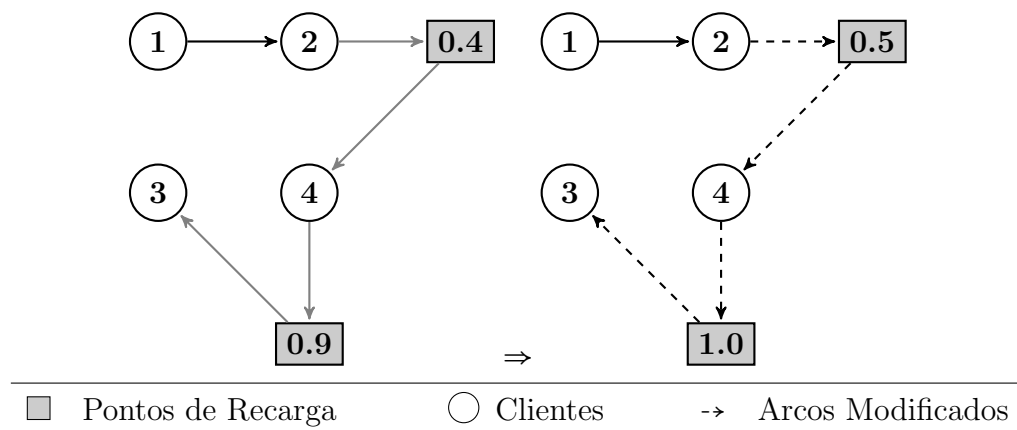 1 2 0.4 1 2 0.5
3 4 3 4
0.9 ⇒ 1.0
Pontos de Recarga Clientes Arcos Modificados